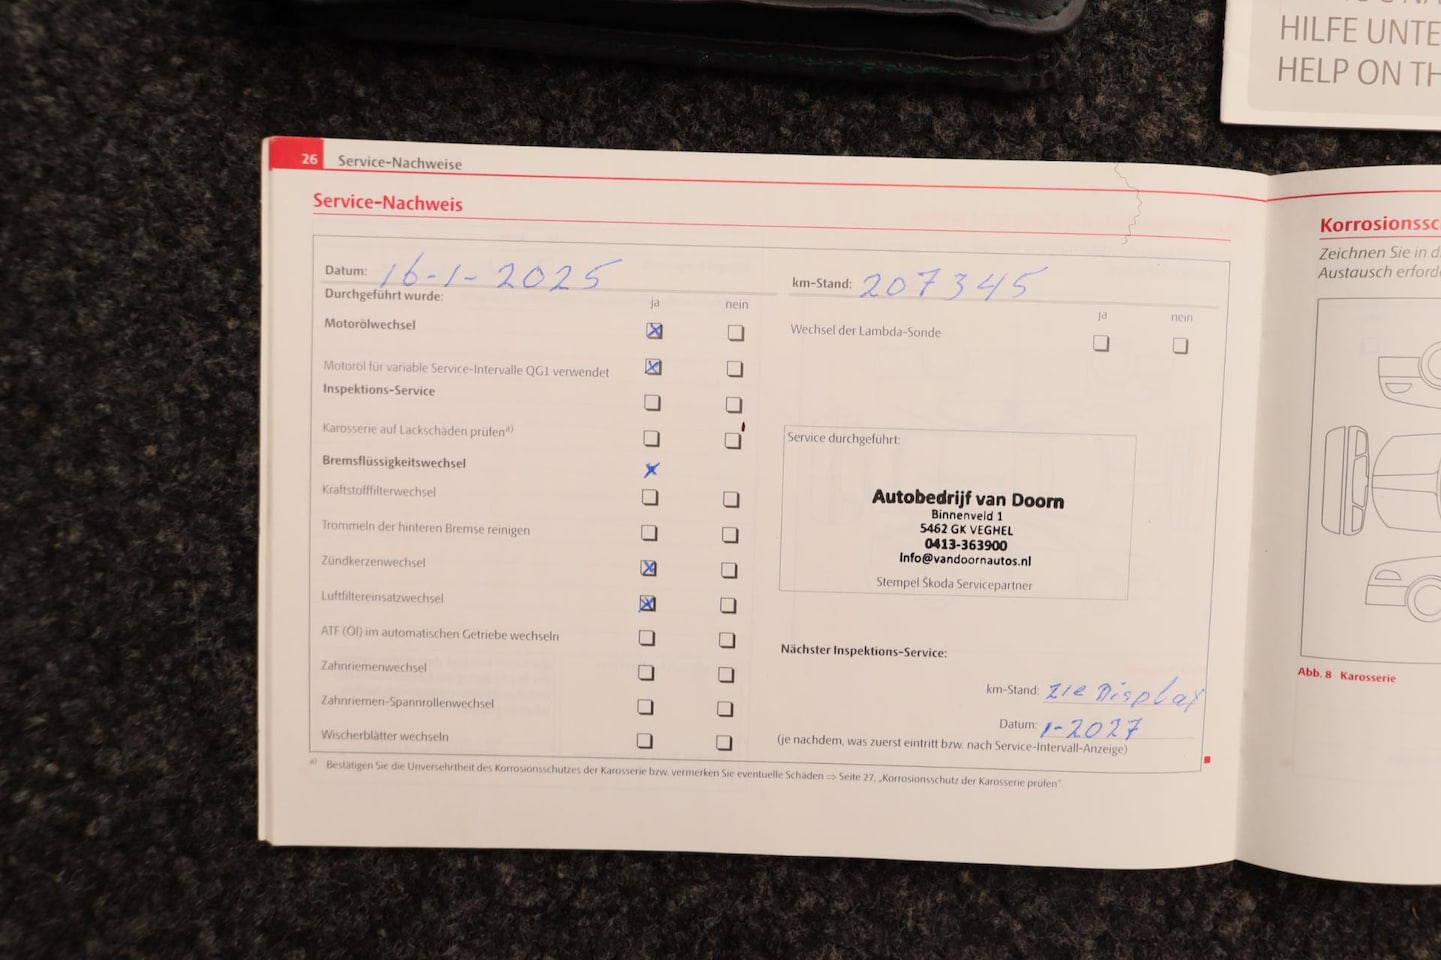 HILFE UNTE
HELP ON TH
26 Service-Nachweise
Service-Nachweis
Datum: 16-1-2025
km-Stand: 207345
Durchgeführt wurde:
ja nein
ja nein
Motorölwechsel
Wechsel der Lambda-Sonde
Motoröl für variable Service-Intervalle QG1 verwendet
Inspektions-Service
Karosserie auf Lackschäden prüfen a)
Bremsflüssigkeitswechsel
Kraftstofffilterwechsel
Trommeln der hinteren Bremse reinigen
Zündkerzenwechsel
Luftfiltereinsatzwechsel
ATF (Öl) im automatischen Getriebe wechseln
Zahnriemenwechsel
Zahnriemen-Spannrollenwechsel
Wischerblätter wechseln
Service durchgeführt:
Autobedrijf van Doorn
Binnenveld 1
5462 GK VEGHEL
0413-363900
Info@vandoornautos.nl
Stempel Škoda Servicepartner
Nächster Inspektions-Service:
km-Stand: zie Display
Datum: 1-2027
(je nachdem, was zuerst eintritt bzw. nach Service-Intervall-Anzeige)
a) Bestätigen Sie die Unversehrtheit des Korrosionsschutzes der Karosserie bzw. vermerken Sie eventuelle Schäden ⇒ Seite 27, „Korrosionsschutz der Karosserie prüfen“.
Korrosionssc
Zeichnen Sie in d
Austausch erford
Abb. 8 Karosserie